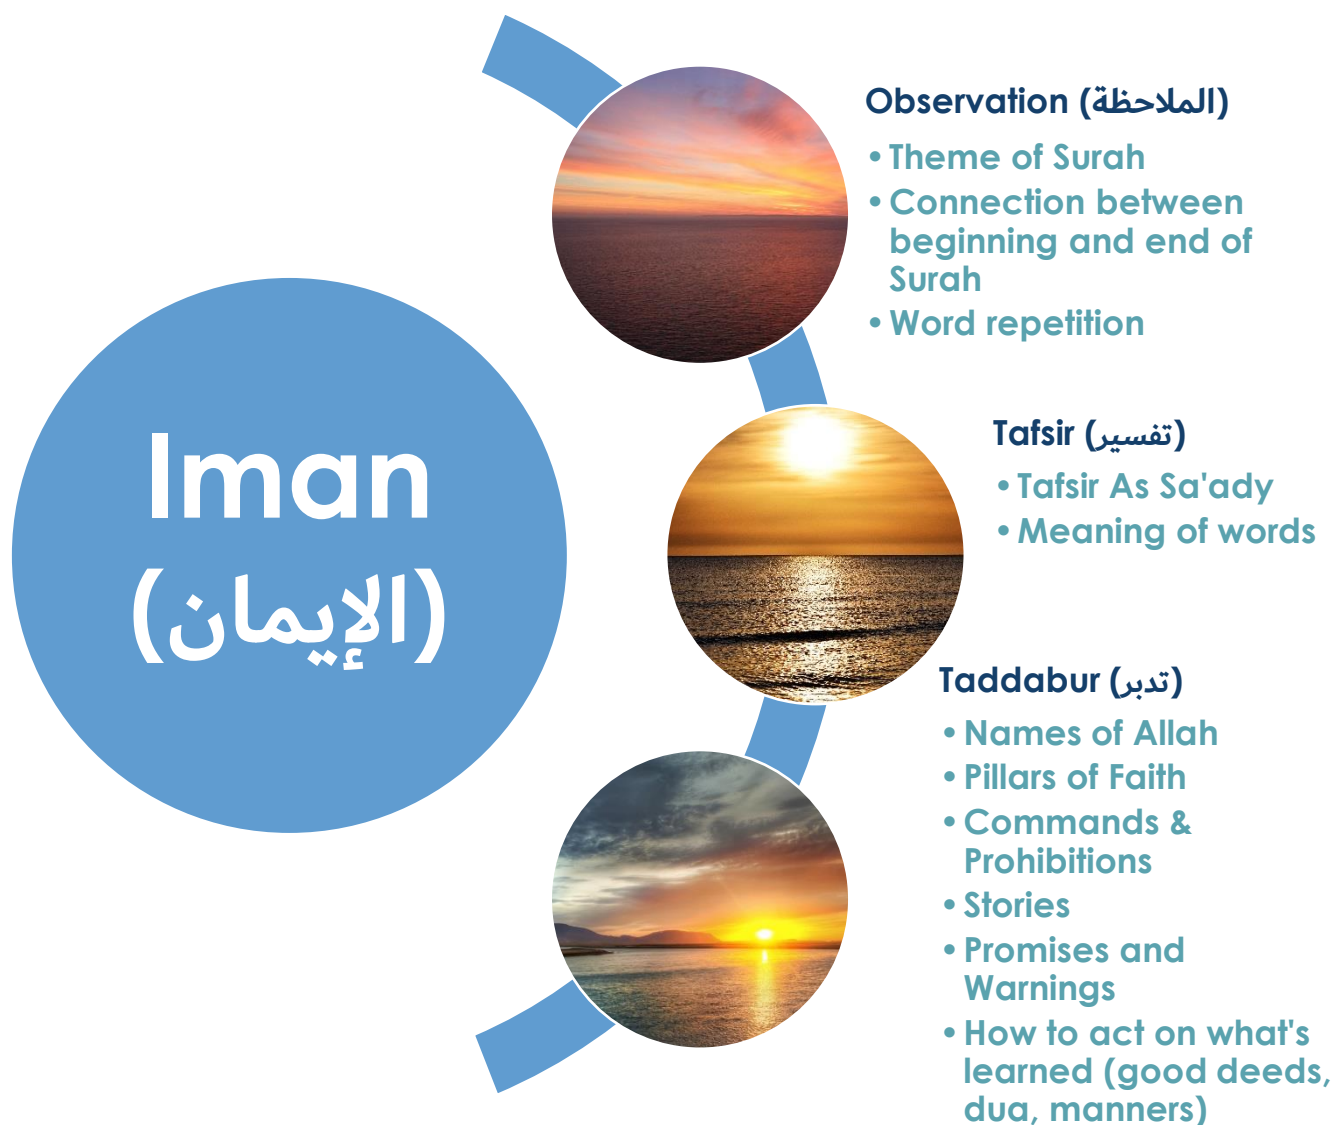 Iman
(الإيمان)
Observation (الملاحظة)
• Theme of Surah
• Connection between
beginning and end of
Surah
• Word repetition
Tafsir (تفسير)
• Tafsir As Sa'ady
• Meaning of words
Taddabur (تدبر)
• Names of Allah
• Pillars of Faith
• Commands &
Prohibitions
• Stories
• Promises and
Warnings
• How to act on what's
learned (good deeds,
dua, manners)